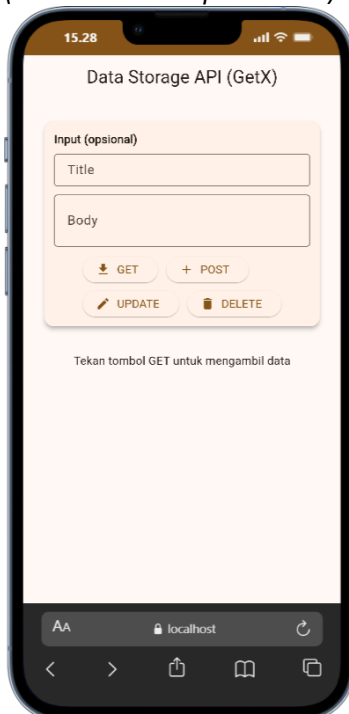 15.28
Data Storage API (GetX)
Input (opsional)
Title
Body
GET
+ POST
UPDATE
DELETE
Tekan tombol GET untuk mengambil data
AA
localhost